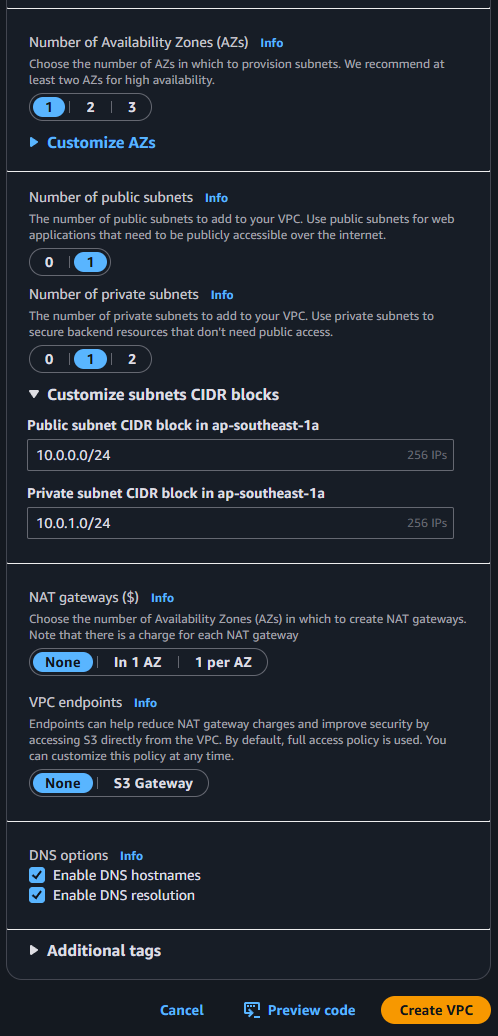 Number of Availability Zones (AZs) Info
Choose the number of AZs in which to provision subnets. We recommend at
least two AZs for high availability.
1 2 3
Customize AZs
Number of public subnets Info
The number of public subnets to add to your VPC. Use public subnets for web
applications that need to be publicly accessible over the internet.
0 1
Number of private subnets Info
The number of private subnets to add to your VPC. Use private subnets to
secure backend resources that don't need public access.
0 1 2
Customize subnets CIDR blocks
Public subnet CIDR block in ap-southeast-1a
10.0.0.0/24 256 IPs
Private subnet CIDR block in ap-southeast-1a
10.0.1.0/24 256 IPs
NAT gateways ($) Info
Choose the number of Availability Zones (AZs) in which to create NAT gateways.
Note that there is a charge for each NAT gateway
None In 1 AZ 1 per AZ
VPC endpoints Info
Endpoints can help reduce NAT gateway charges and improve security by
accessing S3 directly from the VPC. By default, full access policy is used. You
can customize this policy at any time.
None S3 Gateway
DNS options Info
Enable DNS hostnames
Enable DNS resolution
Additional tags
Cancel Preview code Create VPC